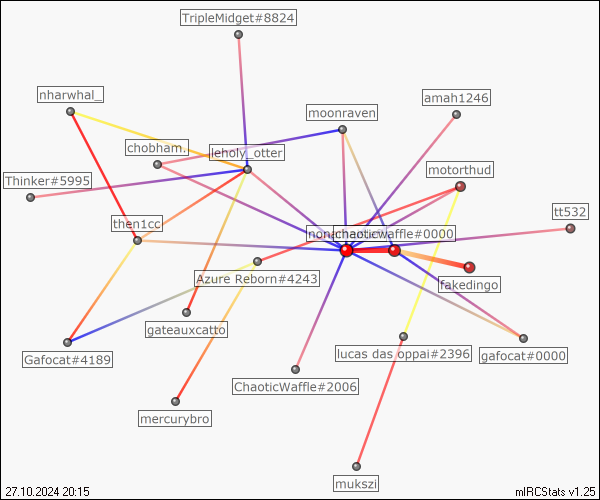 TripleMidget#8824
nharwhal_
amah1246
moonraven
chobham.
leholy_otter
motorthud
Thinker#5995
tt532
then1cc
chaoticwaffle#0000
Azure Reborn#4243
fakedingo
gateauxcatto
Gafocat#4189
lucas das oppai#2396
gafocat#0000
ChaoticWaffle#2006
mercurybro
mukszi
27.10.2024 20:15
mIRCStats v1.25